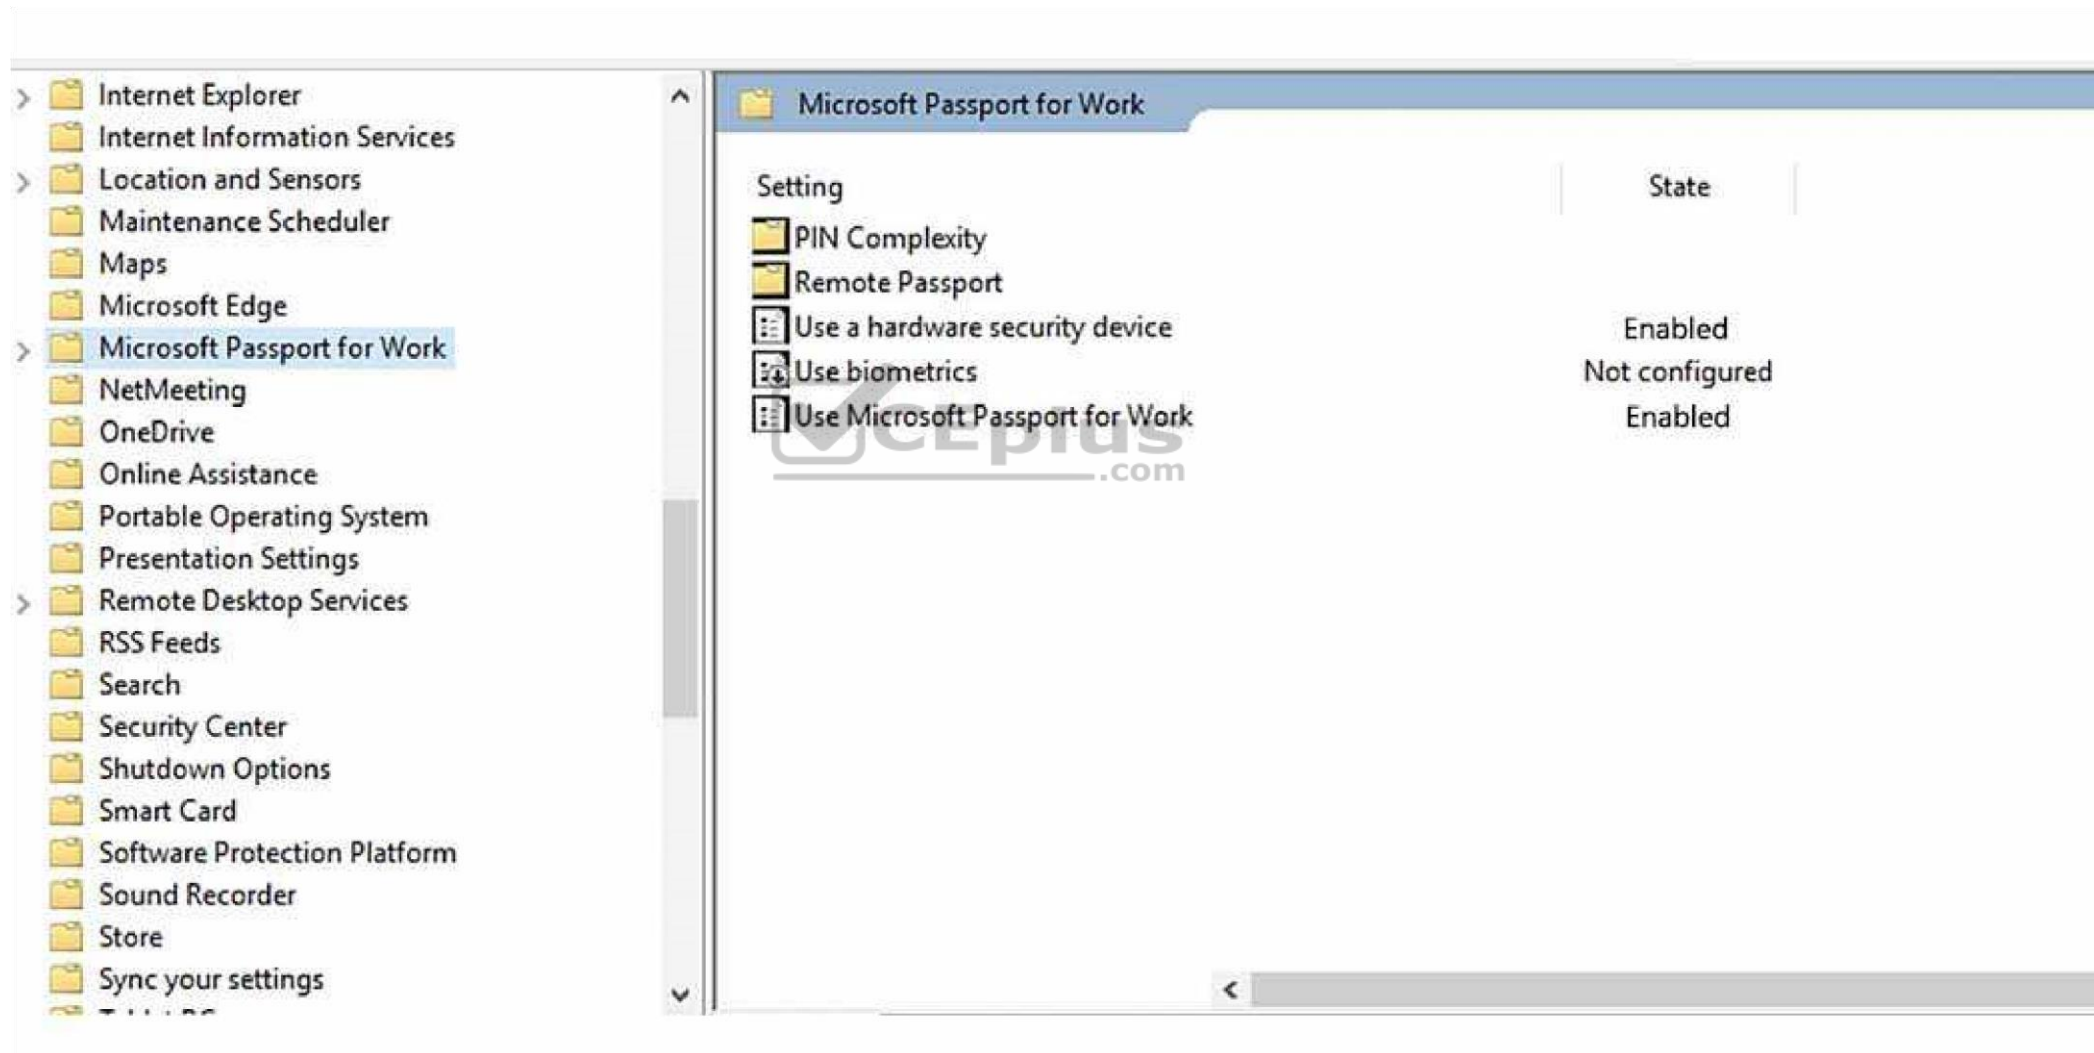 Internet Explorer
Internet Information Services
Location and Sensors
Maintenance Scheduler
Maps
Microsoft Edge
Microsoft Passport for Work
NetMeeting
OneDrive
Online Assistance
Portable Operating System
Presentation Settings
Remote Desktop Services
RSS Feeds
Search
Security Center
Shutdown Options
Smart Card
Software Protection Platform
Sound Recorder
Store
Sync your settings
Microsoft Passport for Work
Setting State
PIN Complexity
Remote Passport
Use a hardware security device Enabled
Use biometrics Not configured
Use Microsoft Passport for Work Enabled
CEplus
.com